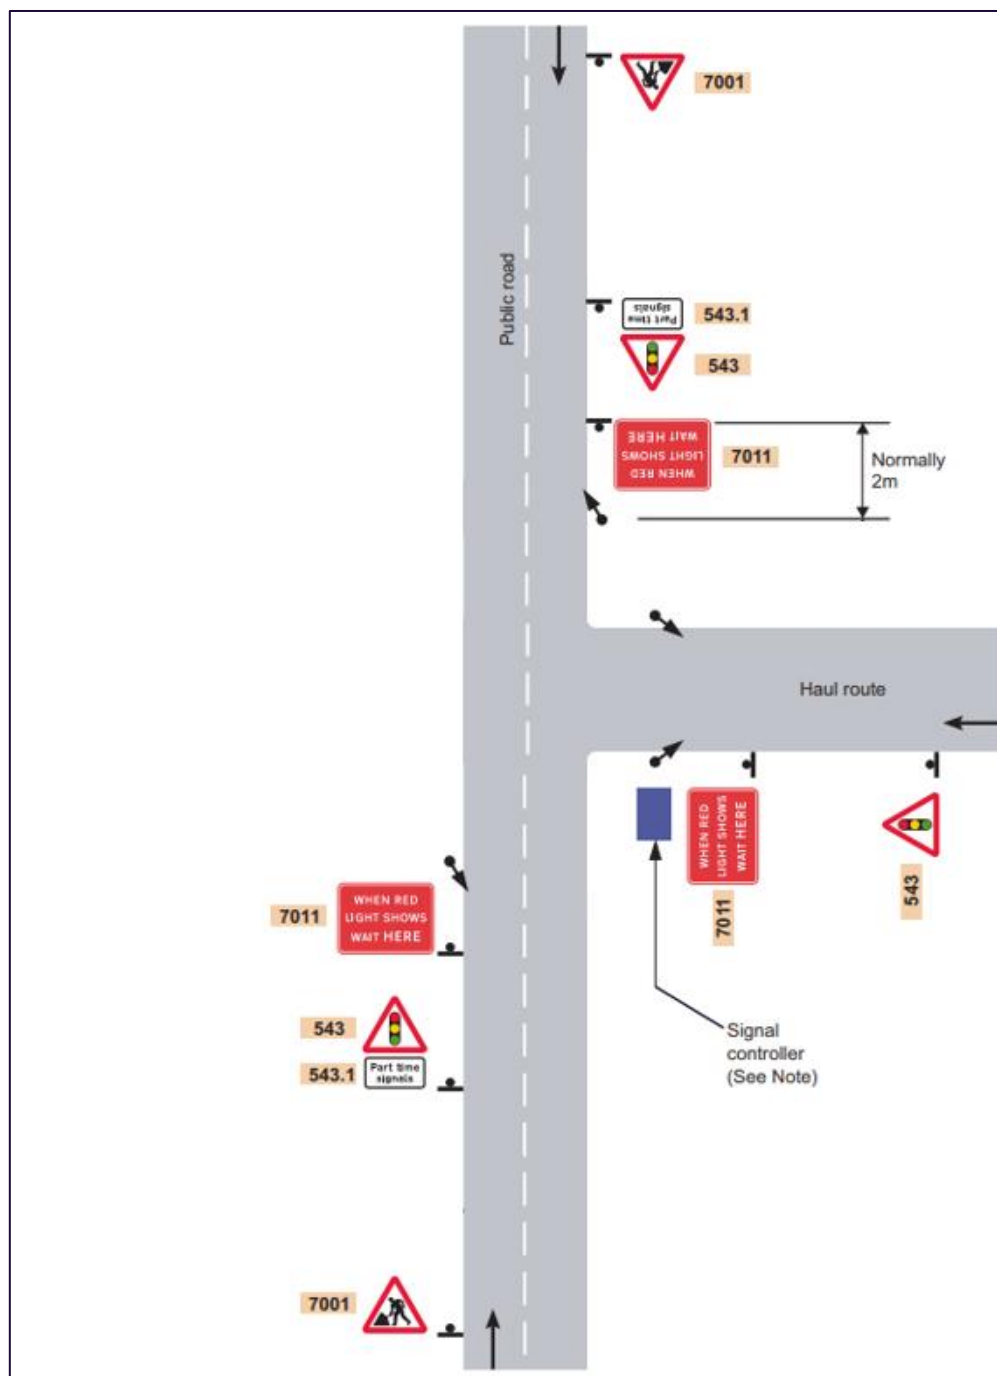 7001
Public road
Part time
signals
543.1
543
WHEN RED
LIGHT SHOWS
WAIT HERE
7011
Normally
2m
Haul route
WHEN RED
LIGHT SHOWS
WAIT HERE
7011
543
7011
WHEN RED
LIGHT SHOWS
WAIT HERE
543
543.1
Part time
signals
Signal
controller
(See Note)
7001